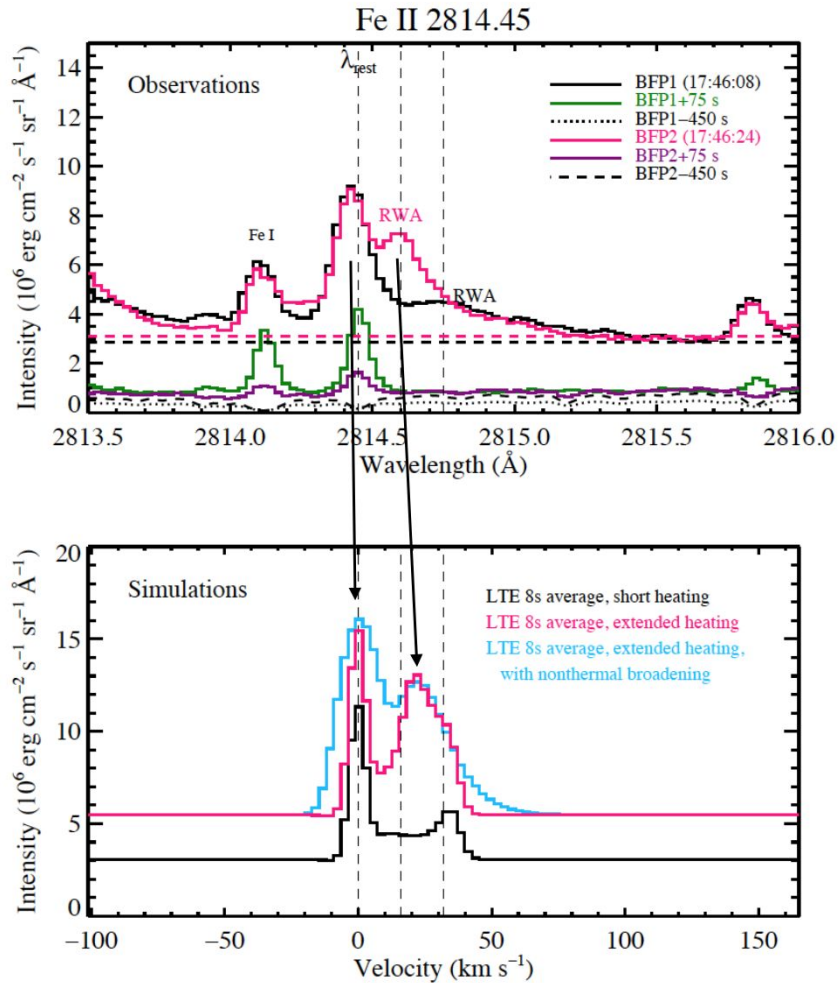 Fe II 2814.45
λrest
Observations
BFP1 (17:46:08)
BFP1+75 s
BFP1−450 s
BFP2 (17:46:24)
BFP2+75 s
BFP2−450 s
Fe I
RWA
RWA
Intensity (10⁶ erg cm⁻² s⁻¹ sr⁻¹ Å⁻¹)
14
12
10
8
6
4
2
0
2813.5 2814.0 2814.5 2815.0 2815.5 2816.0
Wavelength (Å)
Simulations
LTE 8s average, short heating
LTE 8s average, extended heating
LTE 8s average, extended heating,
with nonthermal broadening
Intensity (10⁶ erg cm⁻² s⁻¹ sr⁻¹ Å⁻¹)
20
15
10
5
0
−100 −50 0 50 100 150
Velocity (km s⁻¹)